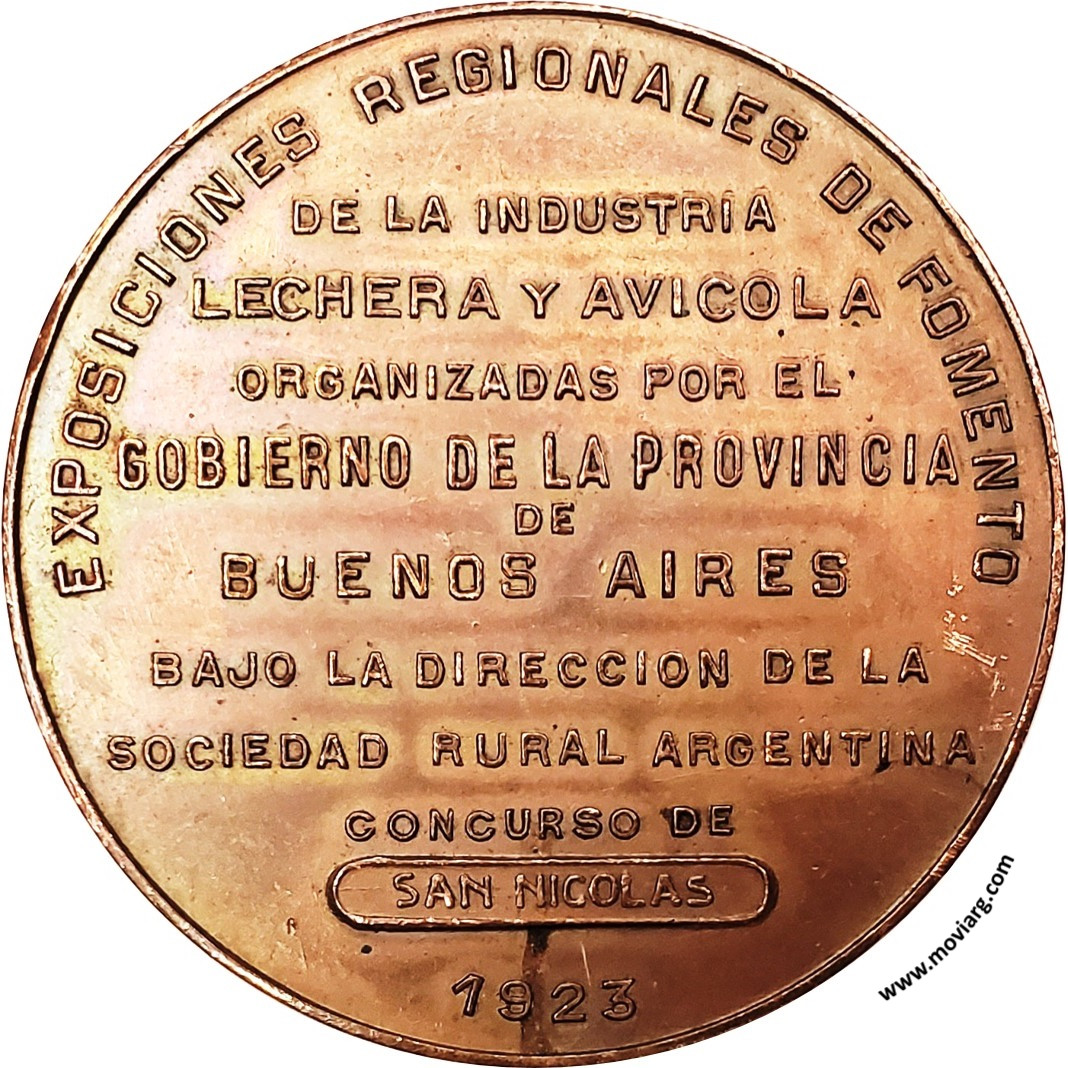 EXPOSICIONES REGIONALES DE FOMENTO
DE LA INDUSTRIA
LECHERA Y AVICOLA
ORGANIZADAS POR EL
GOBIERNO DE LA PROVINCIA
DE
BUENOS AIRES
BAJO LA DIRECCION DE LA
SOCIEDAD RURAL ARGENTINA
CONCURSO DE
SAN NICOLAS
1923
www.moviarg.com